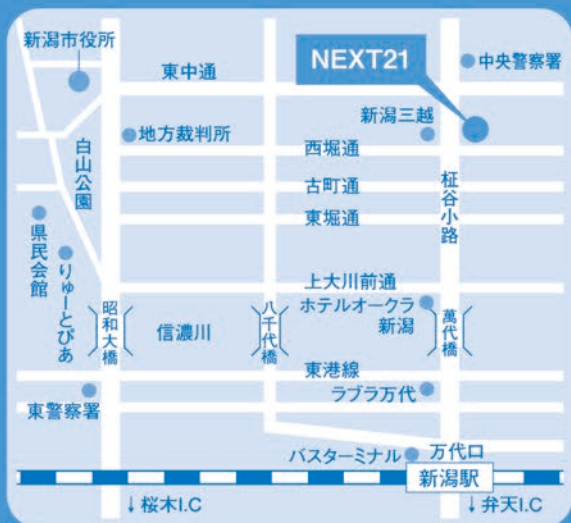 新潟市役所
東中通
NEXT21
中央警察署
新潟三越
地方裁判所
西堀通
白山公園
古町通
柾谷小路
東堀通
県民会館
りゅーとぴあ
上大川前通
ホテルオークラ
新潟
昭和大橋
信濃川
八千代橋
萬代橋
東港線
ラブラ万代
東警察署
バスターミナル
万代口
新潟駅
↓桜木I.C
↓弁天I.C